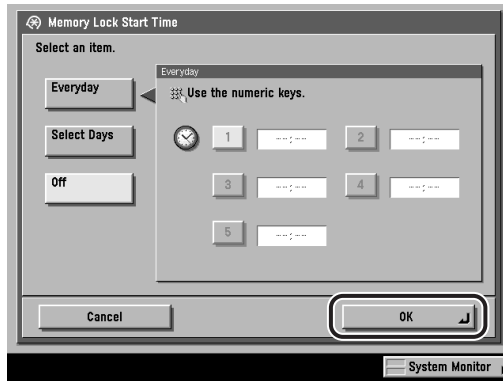 Memory Lock Start Time
Select an item.
Everyday
Everyday
Use the numeric keys.
Select Days
1 --:-- 2 --:--
Off
3 --:-- 4 --:--
5 --:--
Cancel OK
System Monitor